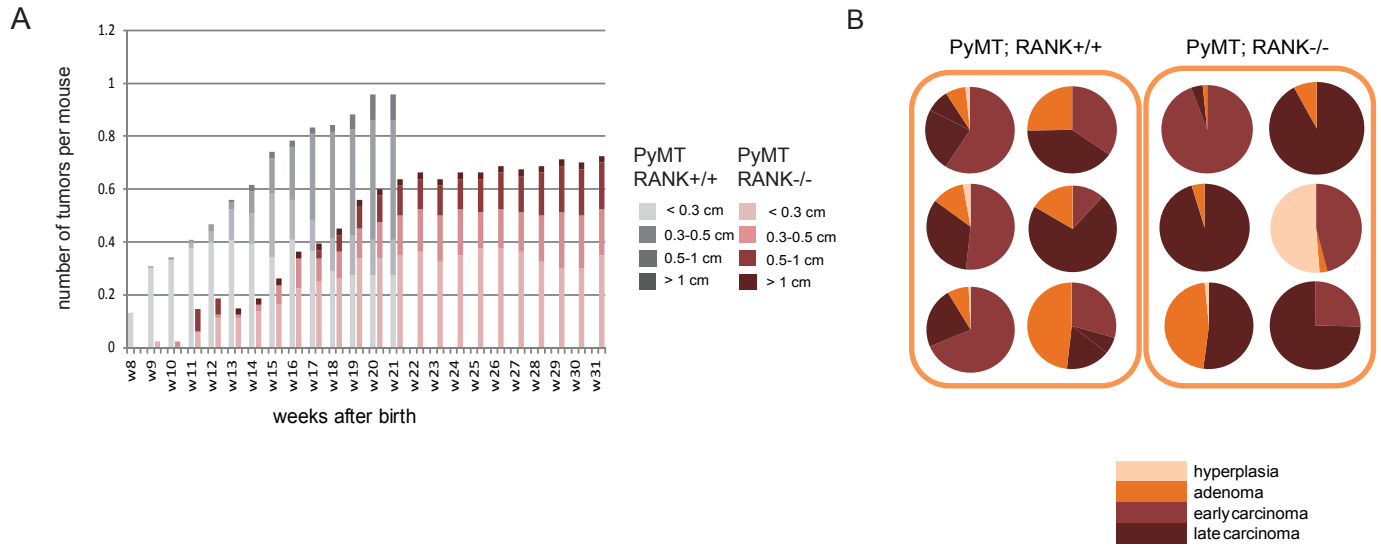 A
number of tumors per mouse
1.2
1
0.8
0.6
0.4
0.2
0
w8
w9
w10
w11
w12
w13
w14
w15
w16
w17
w18
w19
w20
w21
w22
w23
w24
w25
w26
w27
w28
w29
w30
w31
weeks after birth
PyMT
RANK+/+
< 0.3 cm
0.3-0.5 cm
0.5-1 cm
> 1 cm
PyMT
RANK-/-
< 0.3 cm
0.3-0.5 cm
0.5-1 cm
> 1 cm
B
PyMT; RANK+/+
PyMT; RANK-/-
hyperplasia
adenoma
early carcinoma
late carcinoma